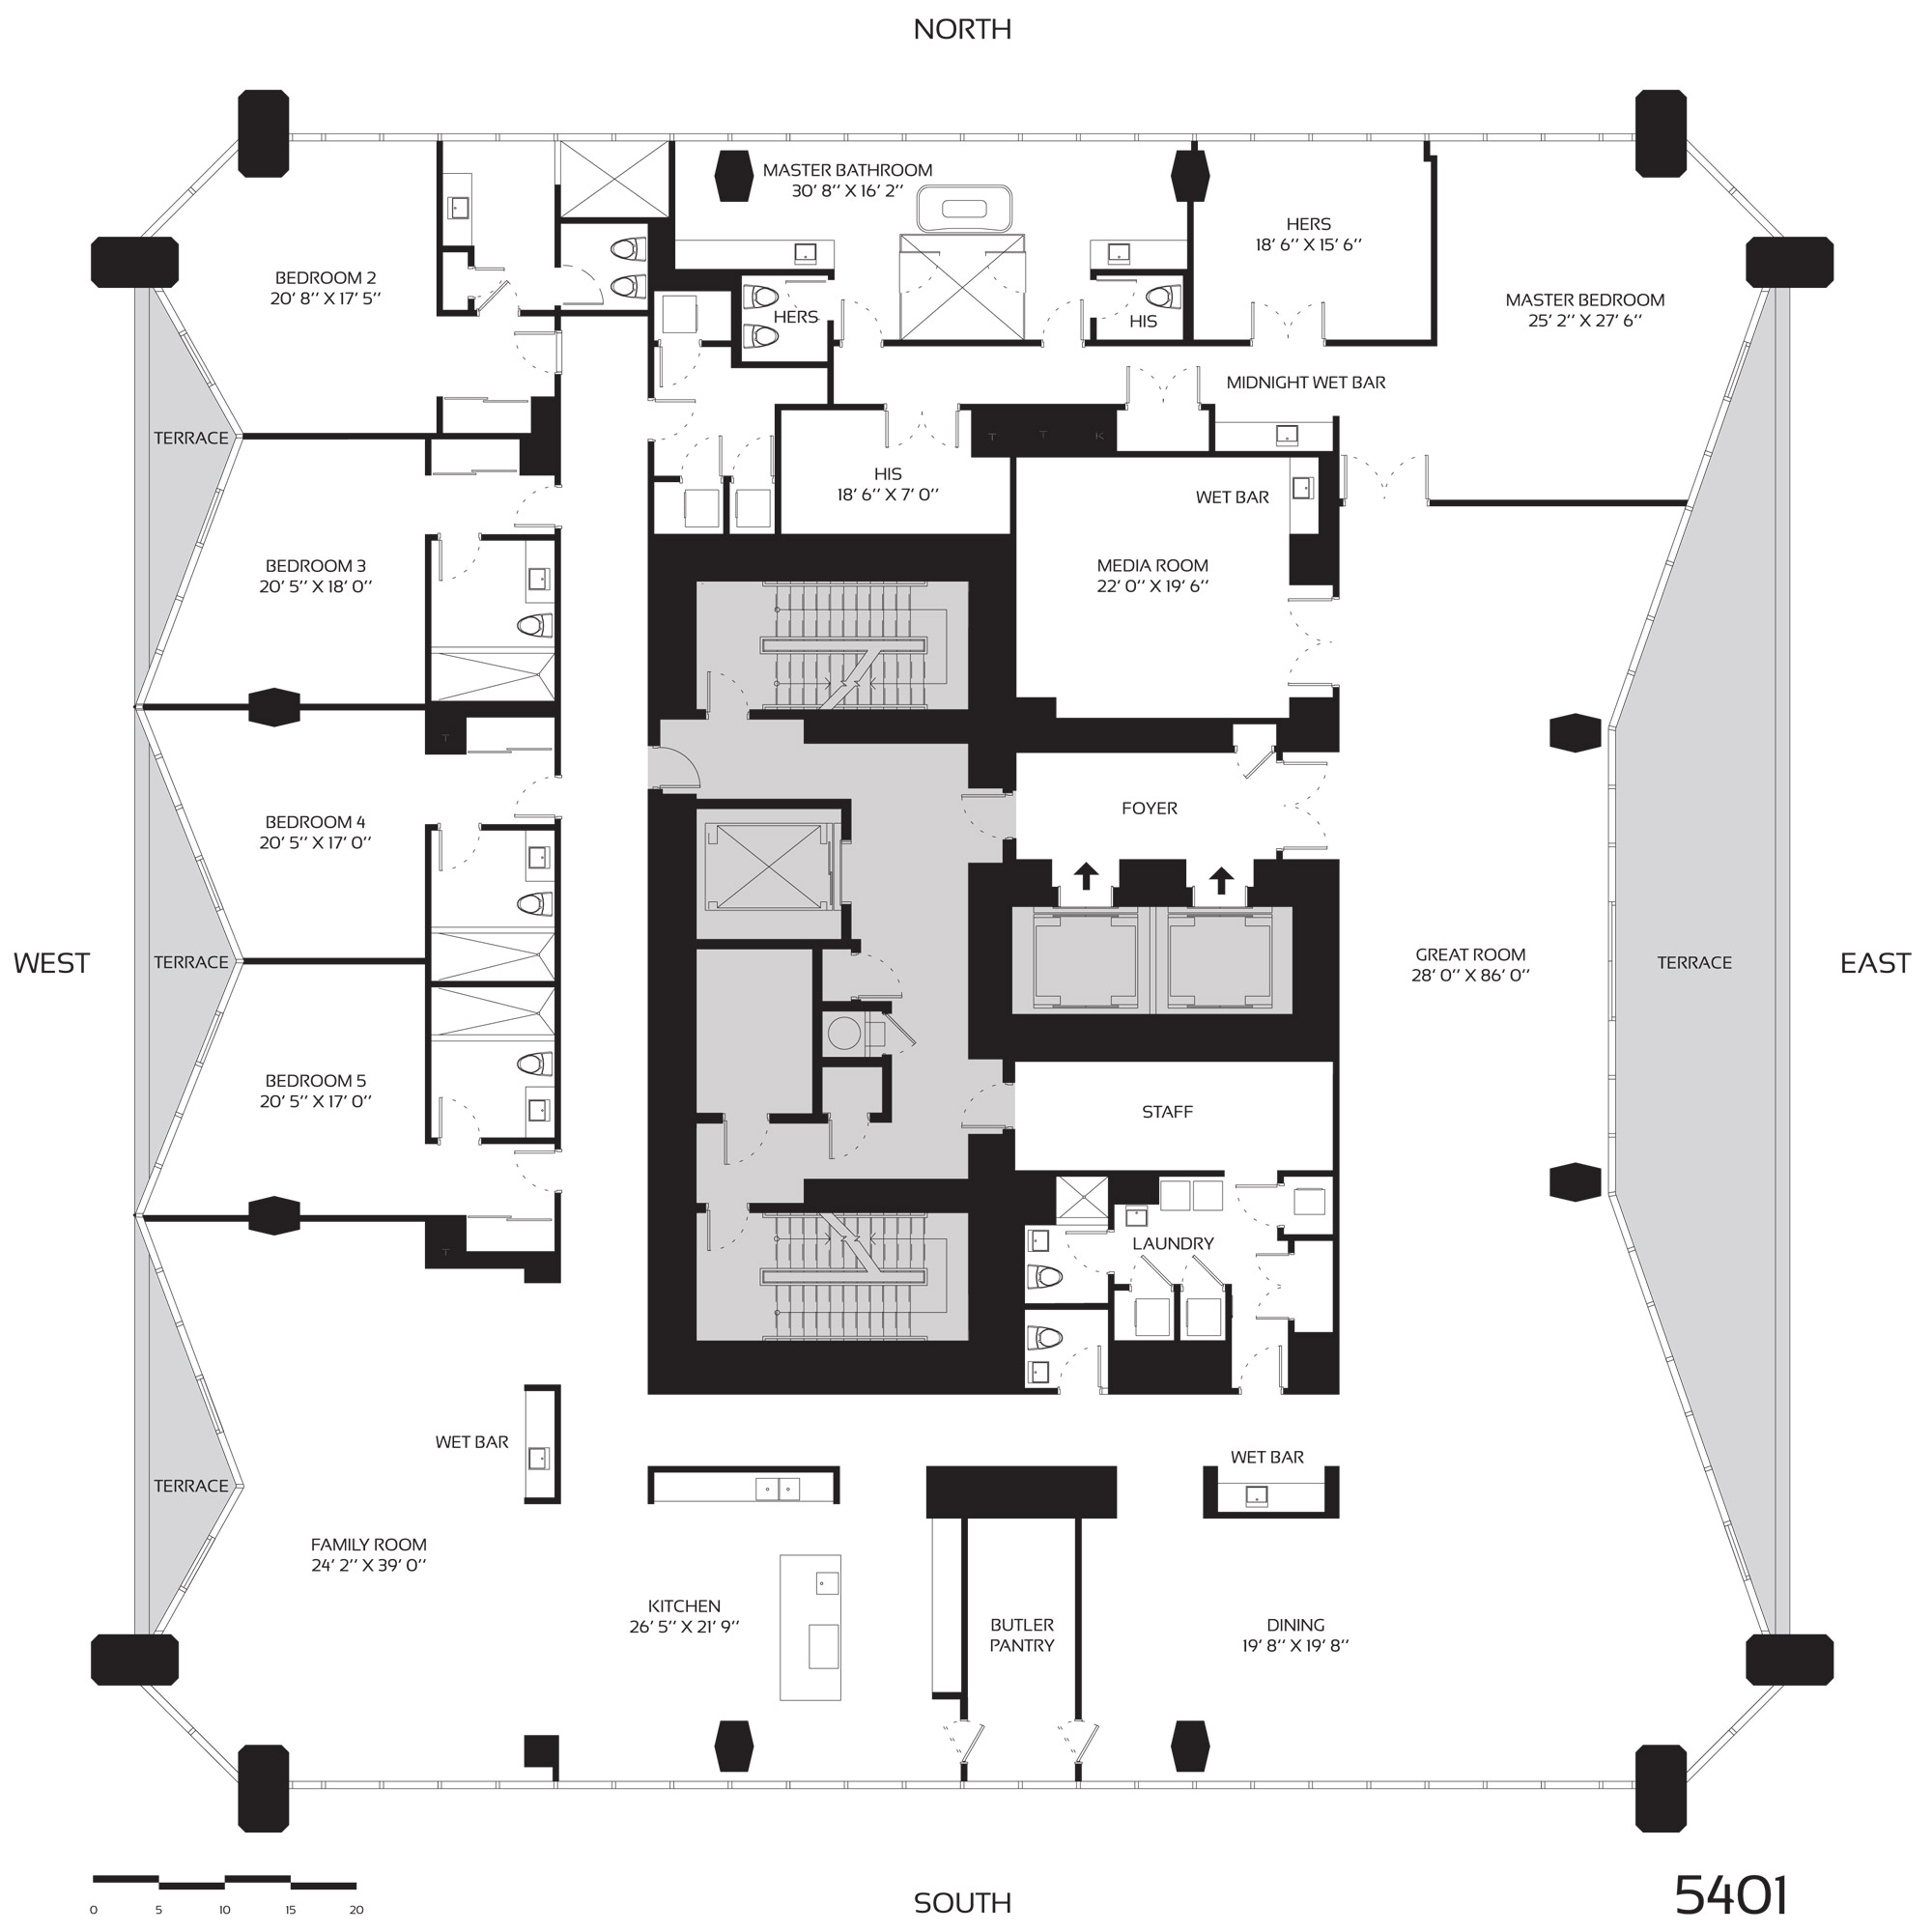 NORTH
MASTER BATHROOM
30’ 8’’ X 16’ 2’’
HERS
18’ 6’’ X 15’ 6’’
BEDROOM 2
20’ 8’’ X 17’ 5’’
MASTER BEDROOM
25’ 2’’ X 27’ 6’’
HERS
HIS
MIDNIGHT WET BAR
TERRACE
T T K
HIS
18’ 6’’ X 7’ 0’’
WET BAR
BEDROOM 3
20’ 5’’ X 18’ 0’’
MEDIA ROOM
22’ 0’’ X 19’ 6’’
T
FOYER
BEDROOM 4
20’ 5’’ X 17’ 0’’
WEST
TERRACE
GREAT ROOM
28’ 0’’ X 86’ 0’’
TERRACE
EAST
BEDROOM 5
20’ 5’’ X 17’ 0’’
STAFF
LAUNDRY
T
WET BAR
WET BAR
TERRACE
FAMILY ROOM
24’ 2’’ X 39’ 0’’
KITCHEN
26’ 5’’ X 21’ 9’’
BUTLER
PANTRY
DINING
19’ 8’’ X 19’ 8’’
0 5 10 15 20
SOUTH
5401